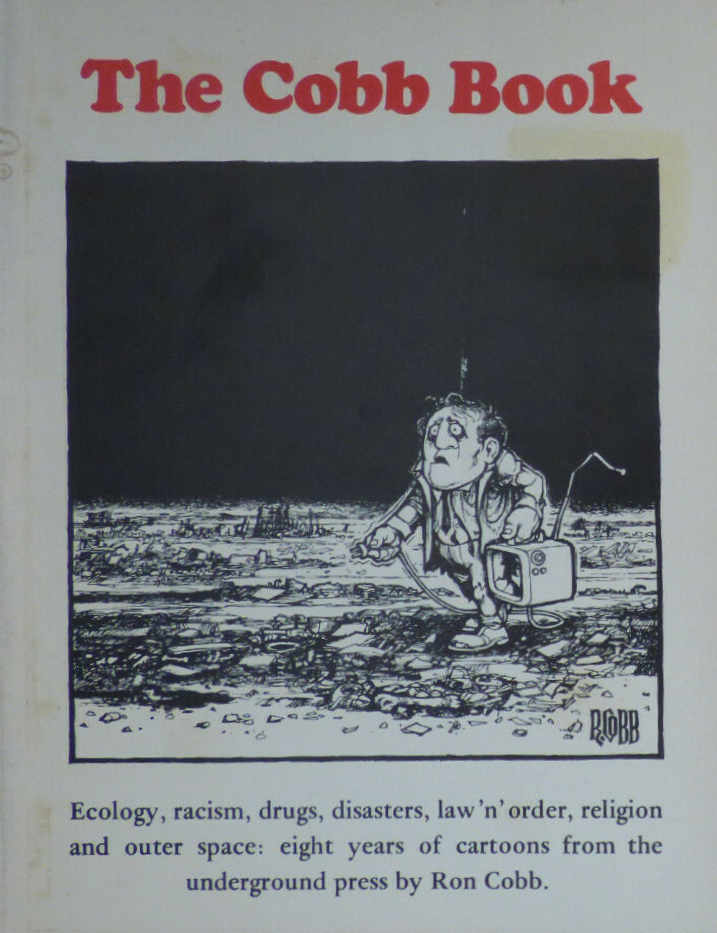 The Cobb Book
R.COBB
Ecology, racism, drugs, disasters, law 'n' order, religion
and outer space: eight years of cartoons from the
underground press by Ron Cobb.